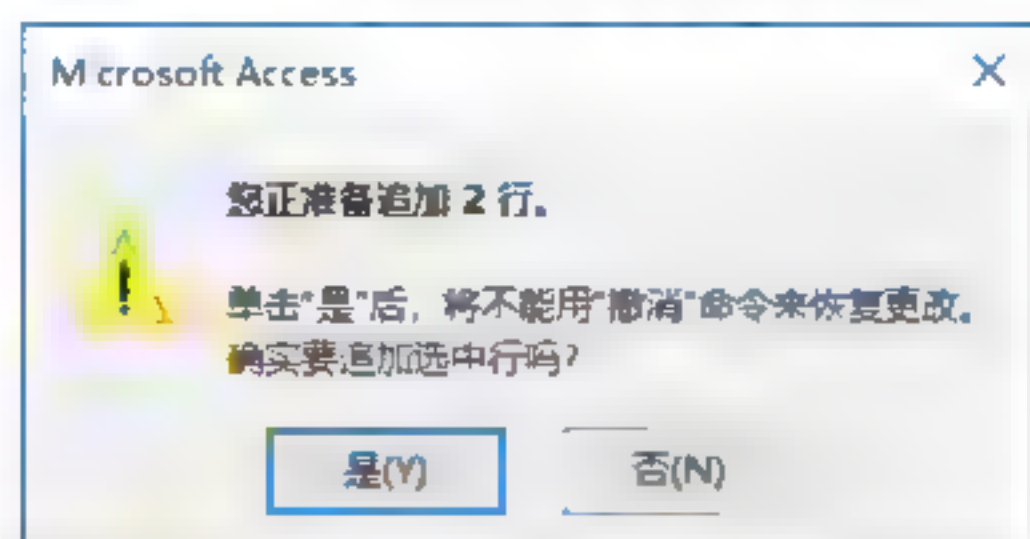 Microsoft Access
您正准备追加 2 行。
单击"是"后，将不能用"撤消"命令来恢复更改。
确实要追加选中行吗?
是(Y)
否(N)